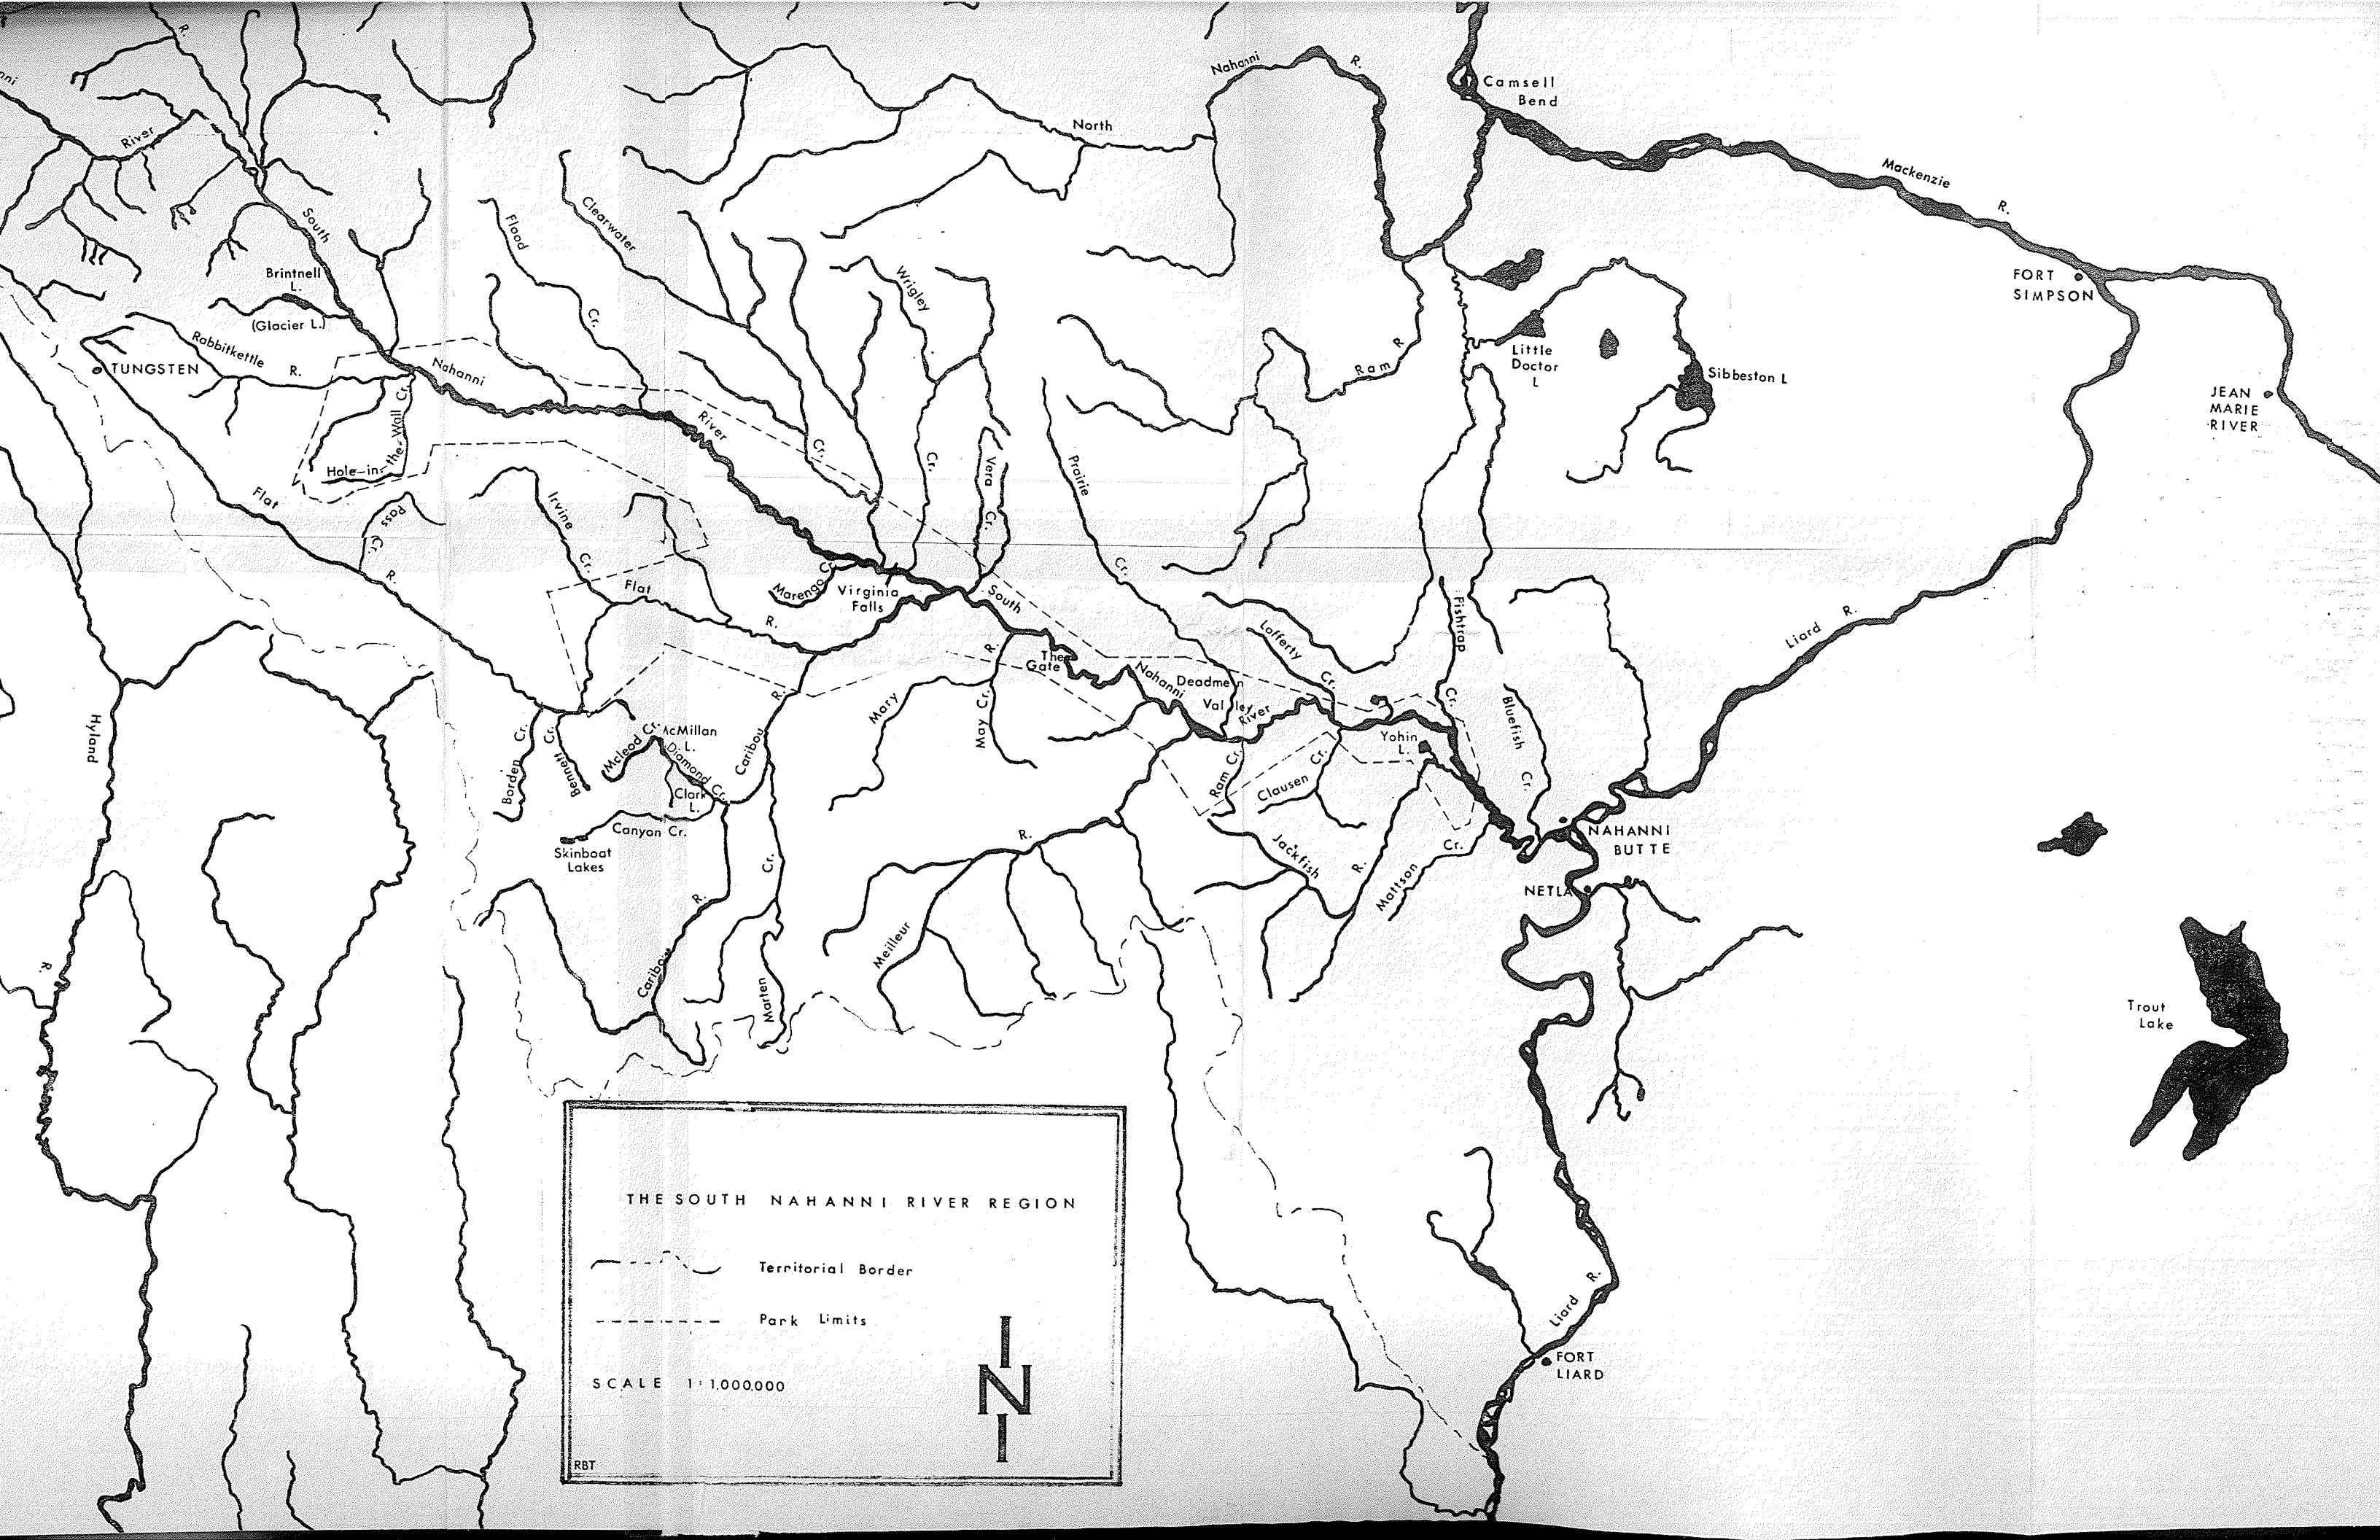 R.
nni
River
South
Nahanni
R.
Camsell
Bend
North
Mackenzie
R.
Flood
Cr.
Clearwater
Wrigley
Brintnell
L.
(Glacier L.)
Rabbitkettle
R.
TUNGSTEN
Nahanni
River
Hole-in-the-Wall Cr.
FORT
SIMPSON
Little
Doctor
L
Sibbeston L
Ram R
JEAN
MARIE
RIVER
Flat
R.
Pass
Cr.
Irvine
Cr.
Cr.
Cr.
Vera
Cr.
Prairie
Cr.
Flat
R.
Marengo Cr
Virginia
Falls
South
The
Gate
Nahanni
Deadmen
Valley
River
Lafferty
Cr.
Fishtrap
Cr.
Liard
R.
Hyland
R.
Borden
Cr.
Bennett
Cr.
McLeod Cr.
McMillan
L.
Diamond
Cr.
Clark
L.
Canyon Cr.
Skinboat
Lakes
Caribou
R.
Mary
R.
May Cr.
Ram Cr.
Clausen
Cr.
Yohin
L.
Bluefish
Cr.
NAHANNI
BUTTE
NETLA
Jackfish
R.
Mattson
Cr.
Meilleur
R.
Caribou
R.
Marten
Cr.
Trout
Lake
THE SOUTH NAHANNI RIVER REGION
Territorial Border
Park Limits
SCALE 1:1,000,000
N
RBT
Liard
R.
FORT
LIARD